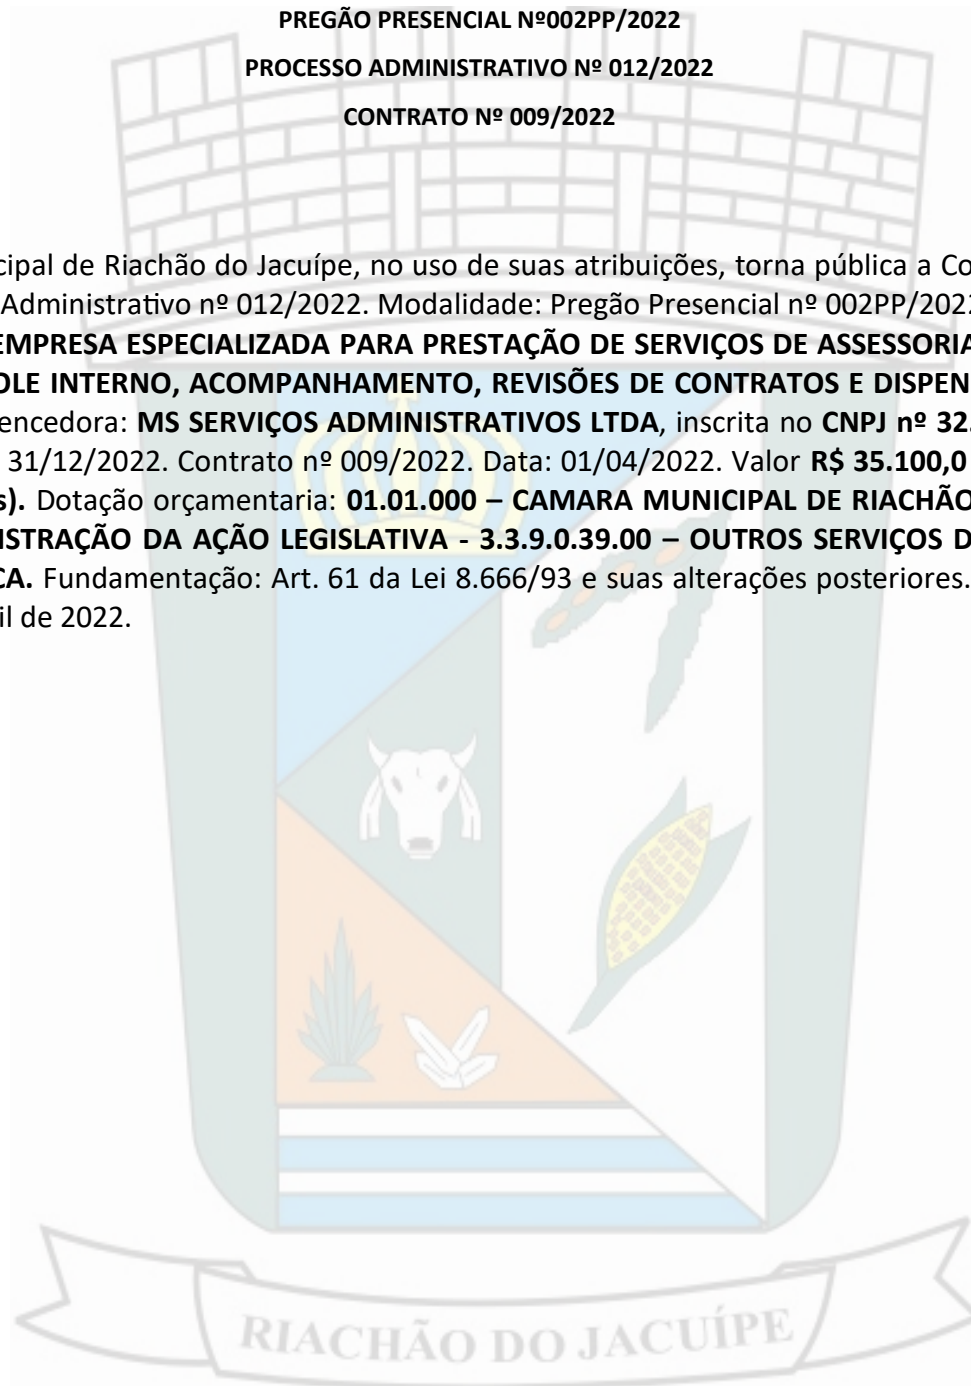 PREGÃO PRESENCIAL Nº002PP/2022
PROCESSO ADMINISTRATIVO Nº 012/2022
CONTRATO Nº 009/2022
cipal de Riachão do Jacuípe, no uso de suas atribuições, torna pública a Co
Administrativo nº 012/2022. Modalidade: Pregão Presencial nº 002PP/2022
EMPRESA ESPECIALIZADA PARA PRESTAÇÃO DE SERVIÇOS DE ASSESSORIA
OLE INTERNO, ACOMPANHAMENTO, REVISÕES DE CONTRATOS E DISPEN
encedora: MS SERVIÇOS ADMINISTRATIVOS LTDA, inscrita no CNPJ nº 32.
31/12/2022. Contrato nº 009/2022. Data: 01/04/2022. Valor R$ 35.100,0
s). Dotação orçamentaria: 01.01.000 – CAMARA MUNICIPAL DE RIACHÃO
ISTRAÇÃO DA AÇÃO LEGISLATIVA - 3.3.9.0.39.00 – OUTROS SERVIÇOS D
CA. Fundamentação: Art. 61 da Lei 8.666/93 e suas alterações posteriores.
il de 2022.
RIACHÃO DO JACUÍPE